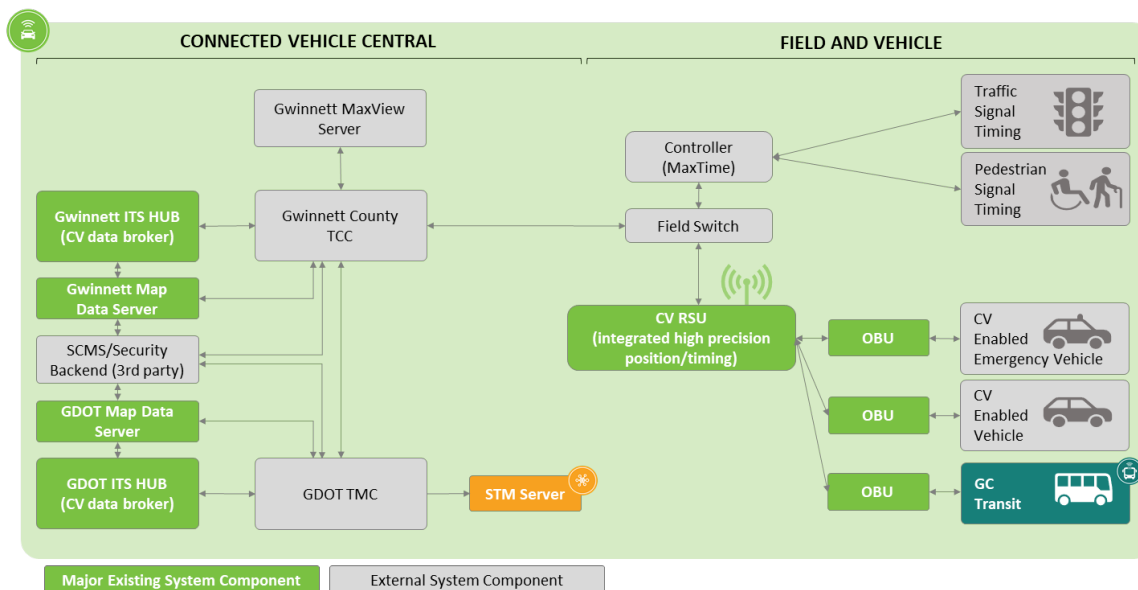 CONNECTED VEHICLE CENTRAL
FIELD AND VEHICLE
Gwinnett MaxView
Server
Gwinnett ITS HUB
(CV data broker)
Gwinnett County
TCC
Gwinnett Map
Data Server
SCMS/Security
Backend (3rd party)
GDOT Map Data
Server
GDOT ITS HUB
(CV data broker)
GDOT TMC
STM Server
Controller
(MaxTime)
Field Switch
CV RSU
(integrated high precision
position/timing)
Traffic
Signal
Timing
Pedestrian
Signal
Timing
OBU
CV
Enabled
Emergency Vehicle
OBU
CV
Enabled
Vehicle
OBU
GC
Transit
Major Existing System Component
External System Component